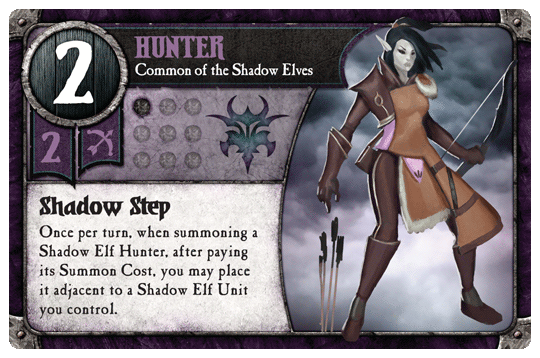 2
HUNTER
Common of the Shadow Elves
2
Shadow Step
Once per turn, when summoning a
Shadow Elf Hunter, after paying
its Summon Cost, you may place
it adjacent to a Shadow Elf Unit
you control.